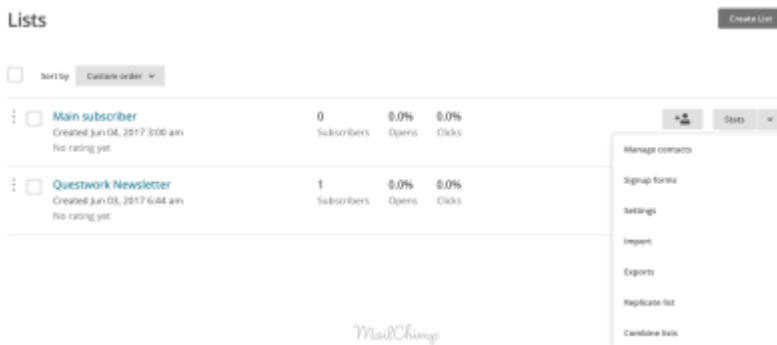 Lists
Create List
Sort by Custom order
Main subscriber 0 0.0% 0.0% Stats
Created Jun 04, 2017 3:00 am Subscribers Opens Clicks
No rating yet
Manage contacts
Signup forms
Questwork Newsletter 1 0.0% 0.0%
Created Jun 03, 2017 6:44 am Subscribers Opens Clicks
No rating yet
Settings
Import
Exports
Replicate list
Combine lists
MailChimp